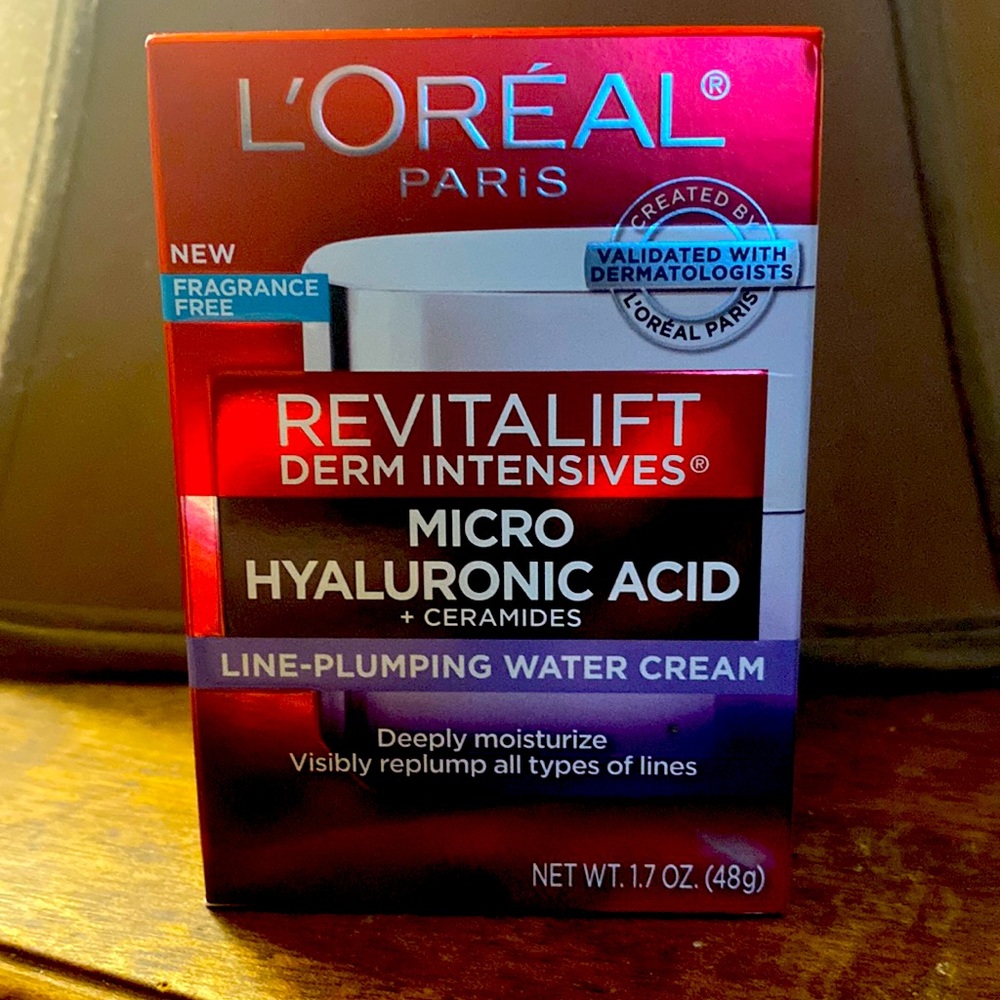 L'ORÉAL®
PARiS
CREATED BY
VALIDATED WITH
DERMATOLOGISTS
L'ORÉAL PARIS
NEW
FRAGRANCE
FREE
REVITALIFT
DERM INTENSIVES®
MICRO
HYALURONIC ACID
+ CERAMIDES
LINE-PLUMPING WATER CREAM
Deeply moisturize
Visibly replump all types of lines
NET WT. 1.7 OZ. (48g)